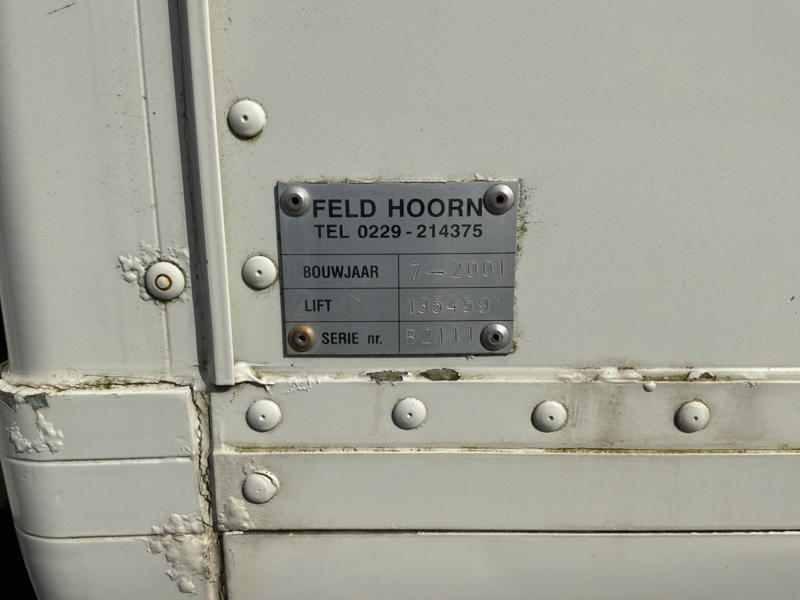 FELD HOORN
TEL 0229 - 214375
BOUWJAAR 7-2001
LIFT 135459
SERIE nr. B2111